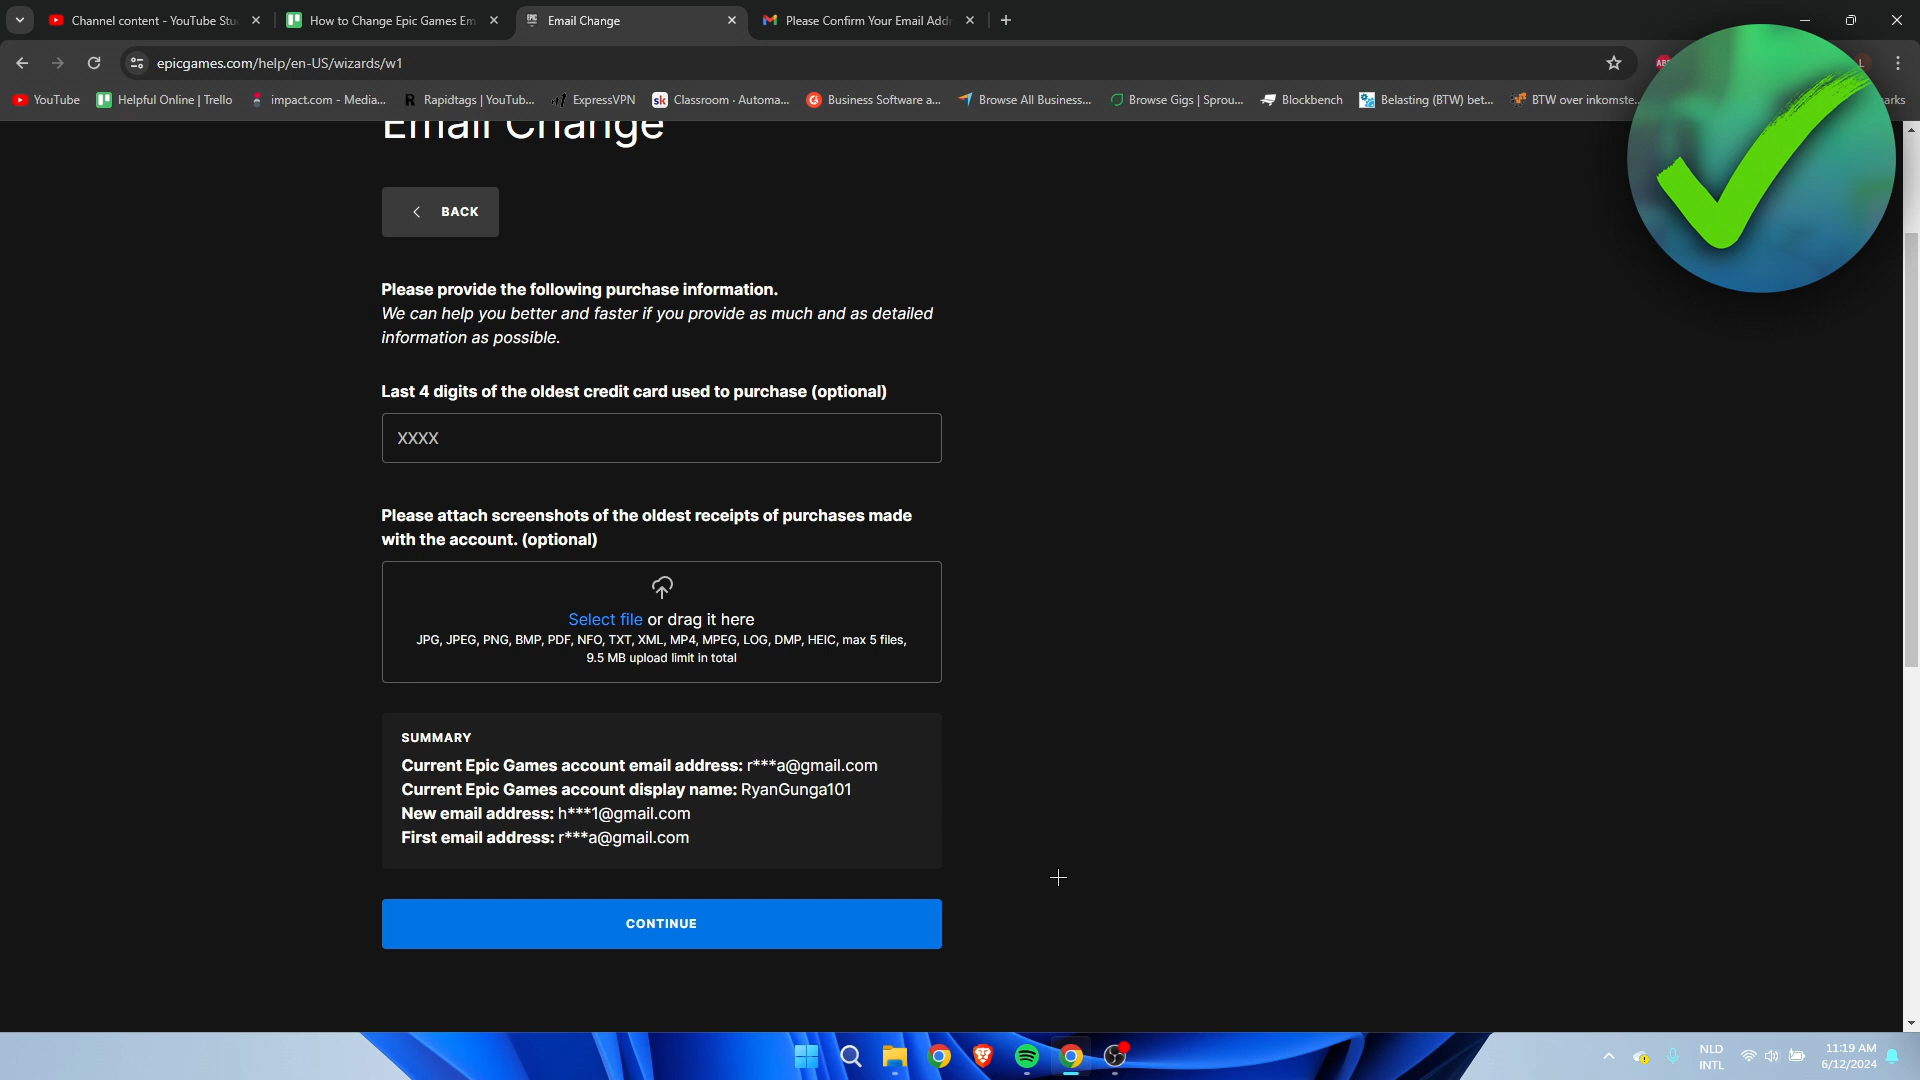 Channel content - YouTube Stu
How to Change Epic Games Em
EPIC
Email Change
Please Confirm Your Email Add
epicgames.com/help/en-US/wizards/w1
YouTube
Helpful Online | Trello
impact.com - Media...
R Rapidtags | YouTub...
ExpressVPN
sk Classroom - Automa...
Business Software a...
Browse All Business...
Browse Gigs | Sprou...
Blockbench
Belasting (BTW) bet...
BTW over inkomste...
arks
Email Change
BACK
Please provide the following purchase information.
We can help you better and faster if you provide as much and as detailed
information as possible.
Last 4 digits of the oldest credit card used to purchase (optional)
XXXX
Please attach screenshots of the oldest receipts of purchases made
with the account. (optional)
Select file or drag it here
JPG, JPEG, PNG, BMP, PDF, NFO, TXT, XML, MP4, MPEG, LOG, DMP, HEIC, max 5 files,
9.5 MB upload limit in total
SUMMARY
Current Epic Games account email address: r***a@gmail.com
Current Epic Games account display name: RyanGunga101
New email address: h***1@gmail.com
First email address: r***a@gmail.com
CONTINUE
NLD
INTL
11:19 AM
6/12/2024